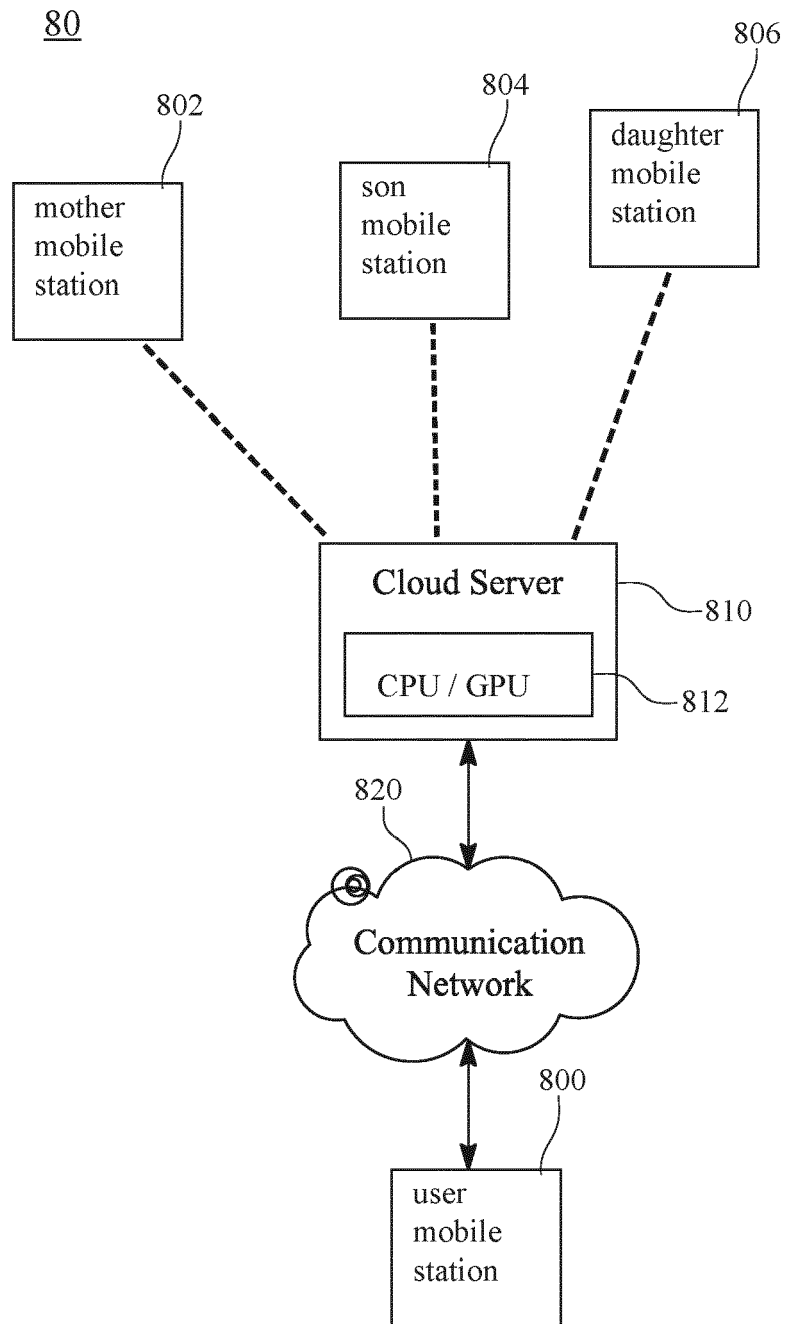 80
802
804
806
mother
mobile
station
son
mobile
station
daughter
mobile
station
Cloud Server
810
CPU / GPU
812
820
Communication
Network
800
user
mobile
station